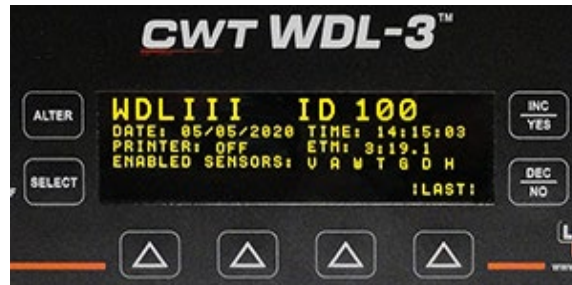 CWT WDL-3™
ALTER
WDLIII ID 100
INC
YES
DATE: 05/05/2020 TIME: 14:15:03
PRINTER: OFF ETM: 3:19.1
ENABLED SENSORS: V A W T G D H
SELECT
DEC
NO
:LAST: